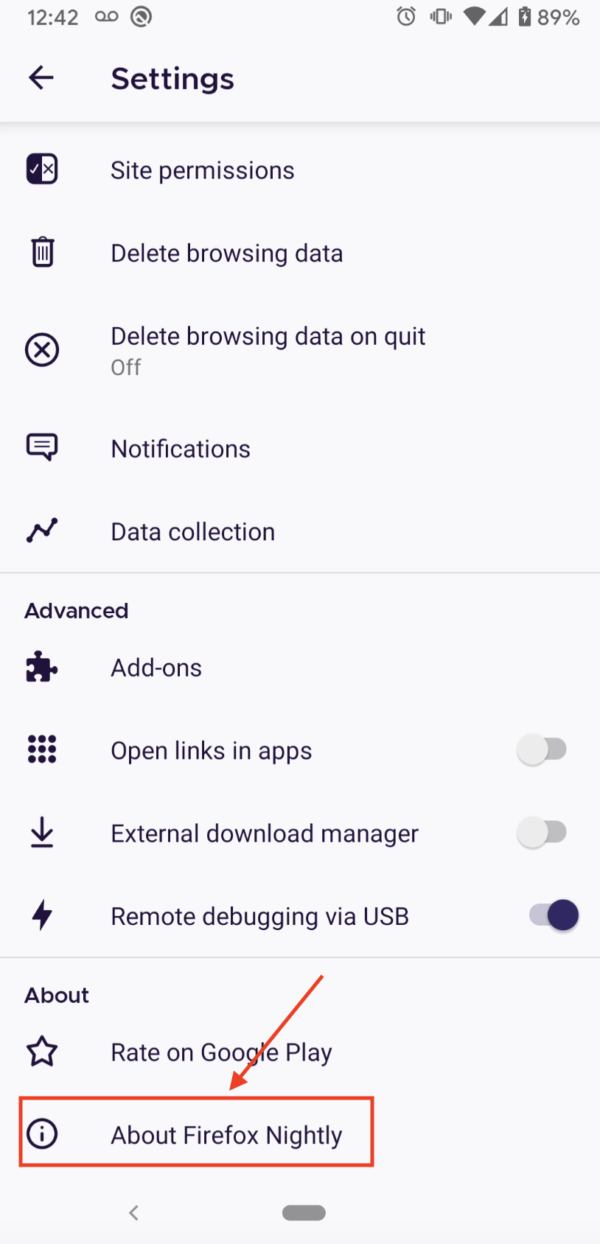 12:42
89%
Settings
Site permissions
Delete browsing data
Delete browsing data on quit
Off
Notifications
Data collection
Advanced
Add-ons
Open links in apps
External download manager
Remote debugging via USB
About
Rate on Google Play
About Firefox Nightly